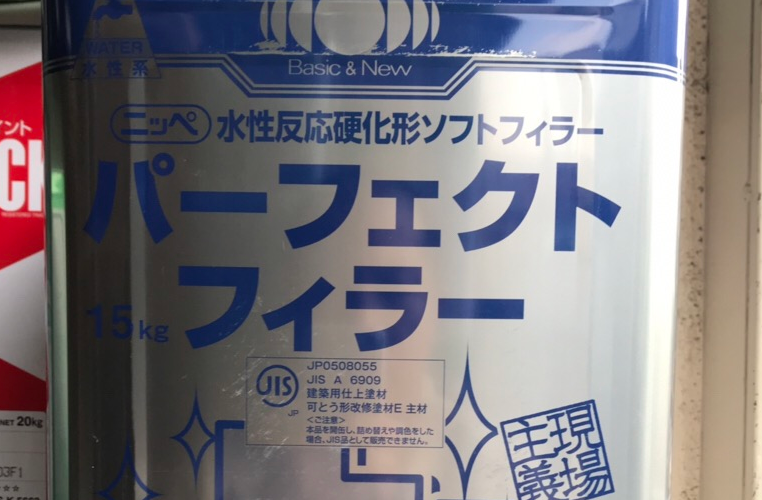 WATER
水性系
Basic & New
ニッペ 水性反応硬化形ソフトフィラー
パーフェクト
フィラー
15kg
JP0508055
JIS A 6909
建築用仕上塗材
可とう形改修塗材E 主材
<ご注意>
本品を開缶し、詰め替えや調色をした
場合、JIS品として販売できません。
JIS
JP
現場
主義
イント
CK
NET 20kg
03F1